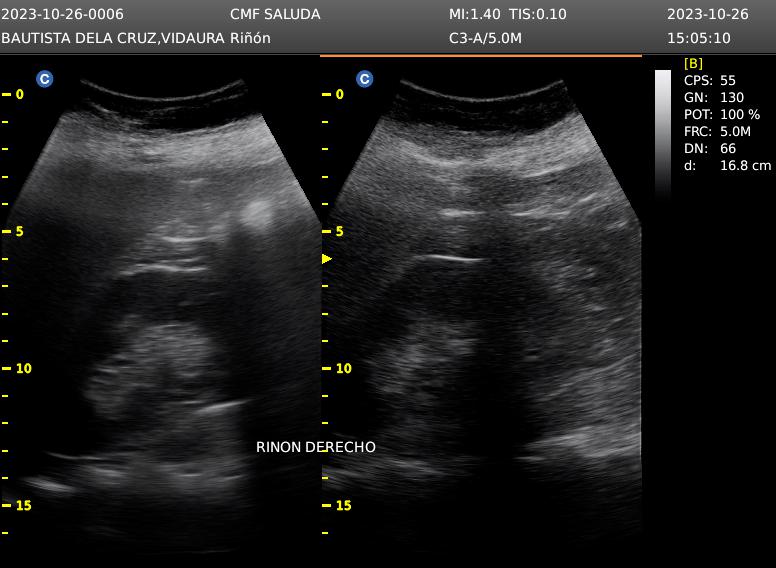 2023-10-26-0006 CMF SALUDA MI:1.40 TIS:0.10 2023-10-26
BAUTISTA DELA CRUZ,VIDAURA Riñón C3-A/5.0M 15:05:10
C
C
[B]
CPS: 55
GN: 130
POT: 100 %
FRC: 5.0M
DN: 66
d: 16.8 cm
0
5
10
15
0
5
10
15
RINON DERECHO